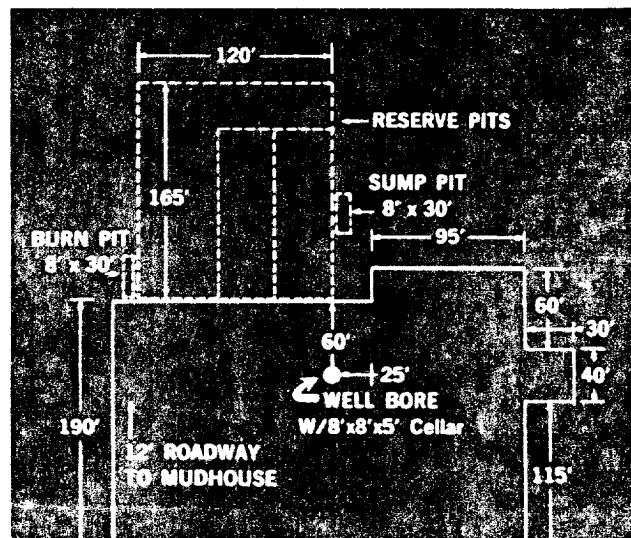 120'
RESERVE PITS
165'
SUMP PIT
8' x 30'
BURN PIT
8' x 30'
95'
60'
30'
60'
25'
40'
WELL BORE
W/8'x8'x5' Cellar
190'
12' ROADWAY
TO MUDHOUSE
115'